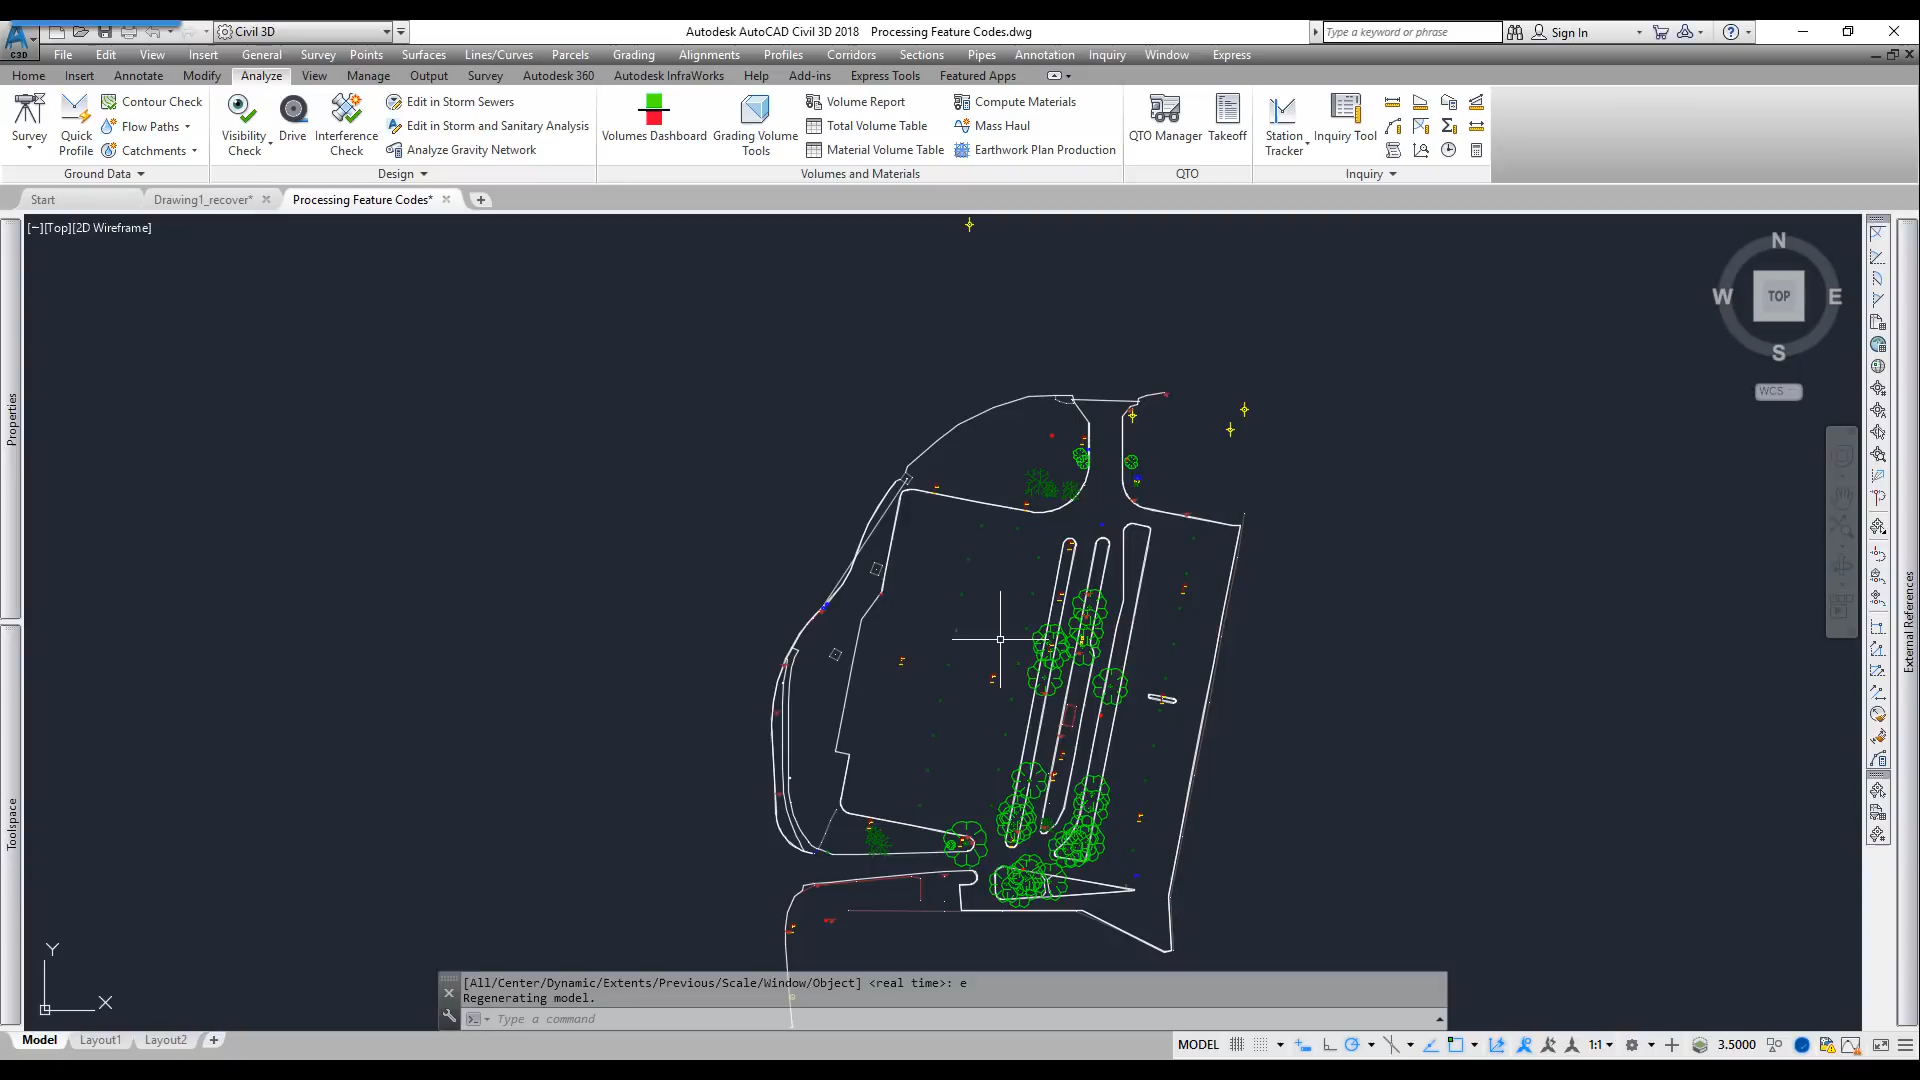 Civil 3D
Autodesk AutoCAD Civil 3D 2018 Processing Feature Codes.dwg
Type a keyword or phrase
Sign In
C3D
File Edit View Insert General Survey Points Surfaces Lines/Curves Parcels Grading Alignments Profiles Corridors Sections Pipes Annotation Inquiry Window Express
Home Insert Annotate Modify Analyze View Manage Output Survey Autodesk 360 Autodesk InfraWorks Help Add-ins Express Tools Featured Apps
Survey
Quick Profile
Contour Check
Flow Paths
Catchments
Ground Data
Visibility Check
Drive
Interference Check
Edit in Storm Sewers
Edit in Storm and Sanitary Analysis
Analyze Gravity Network
Design
Volumes Dashboard
Grading Volume Tools
Volume Report
Total Volume Table
Material Volume Table
Compute Materials
Mass Haul
Earthwork Plan Production
Volumes and Materials
QTO Manager
Takeoff
QTO
Station Tracker
Inquiry Tool
Inquiry
Start
Drawing1_recover*
Processing Feature Codes*
[−][Top][2D Wireframe]
N
W
TOP
E
S
WCS
Properties
Toolspace
External References
Y
X
[All/Center/Dynamic/Extents/Previous/Scale/Window/Object] <real time>: e
Regenerating model.
Type a command
Model
Layout1
Layout2
MODEL
1:1
3.5000